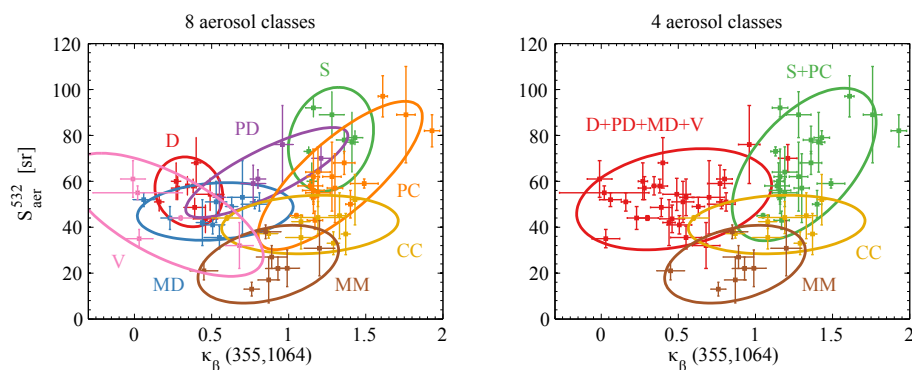 8 aerosol classes
120
100
80
60
40
20
0
S_aer^532 [sr]
0
0.5
1
1.5
2
κ_β (355,1064)
S
D
PD
PC
V
CC
MD
MM
4 aerosol classes
120
100
80
60
40
20
0
0
0.5
1
1.5
2
κ_β (355,1064)
S+PC
D+PD+MD+V
CC
MM